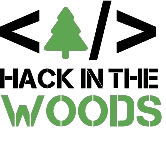 </>
HACK IN THE
WOODS